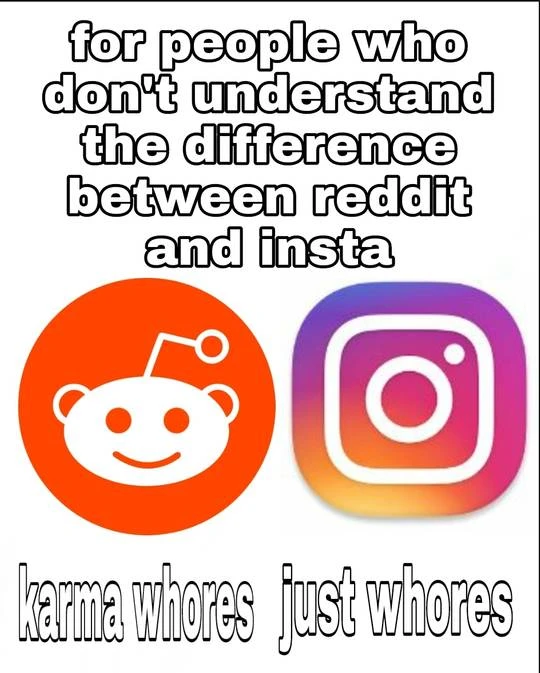 for people who
don't understand
the difference
between reddit
and insta
karma whores
just whores